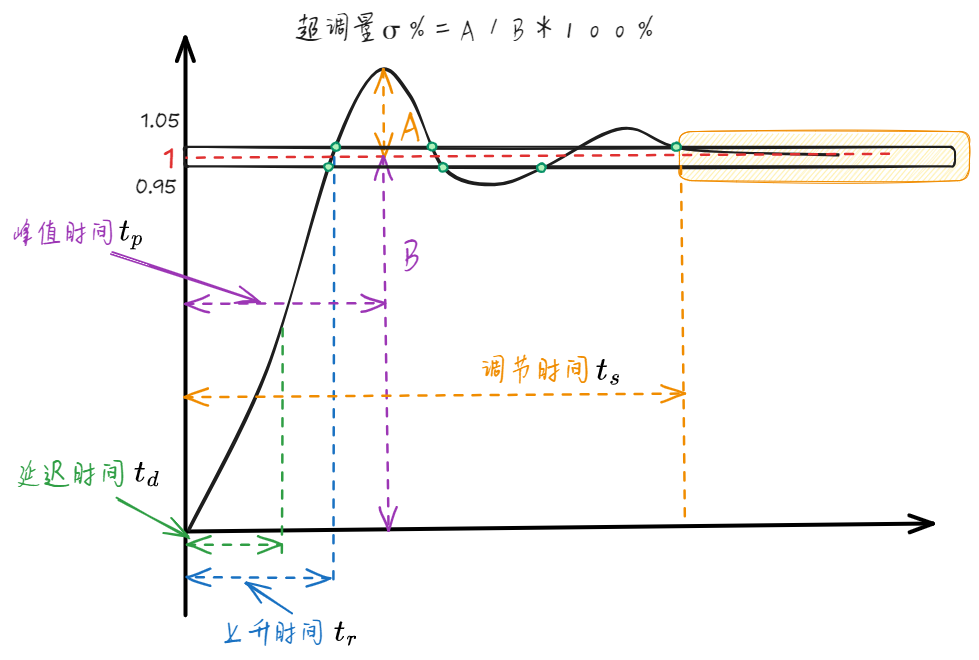 超调量σ%=A/B*100%
1.05
A
1
0.95
峰值时间 tp
B
调节时间 ts
延迟时间 td
上升时间 tr